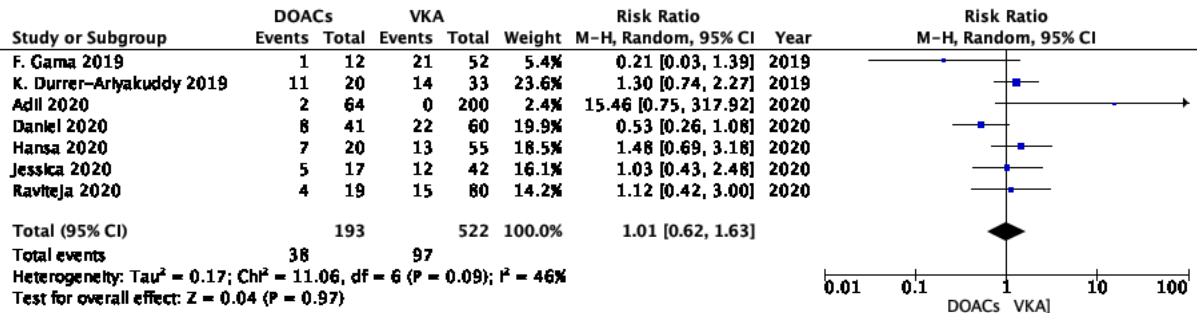 DOACs VKA Risk Ratio Risk Ratio
Study or Subgroup Events Total Events Total Weight M-H, Random, 95% CI Year M-H, Random, 95% CI
F. Gama 2019 1 12 21 52 5.4% 0.21 [0.03, 1.39] 2019
K. Durrer-Ariyakuddy 2019 11 20 14 33 23.6% 1.30 [0.74, 2.27] 2019
Adil 2020 2 64 0 200 2.4% 15.46 [0.75, 317.92] 2020
Daniel 2020 8 41 22 60 19.9% 0.53 [0.26, 1.08] 2020
Hansa 2020 7 20 13 55 18.5% 1.48 [0.69, 3.18] 2020
Jessica 2020 5 17 12 42 16.1% 1.03 [0.43, 2.48] 2020
Raviteja 2020 4 19 15 80 14.2% 1.12 [0.42, 3.00] 2020
Total (95% CI) 193 522 100.0% 1.01 [0.62, 1.63]
Total events 38 97
Heterogeneity: Tau² = 0.17; Chi² = 11.06, df = 6 (P = 0.09); I² = 46%
Test for overall effect: Z = 0.04 (P = 0.97)
0.01 0.1 1 10 100
DOACs VKA]